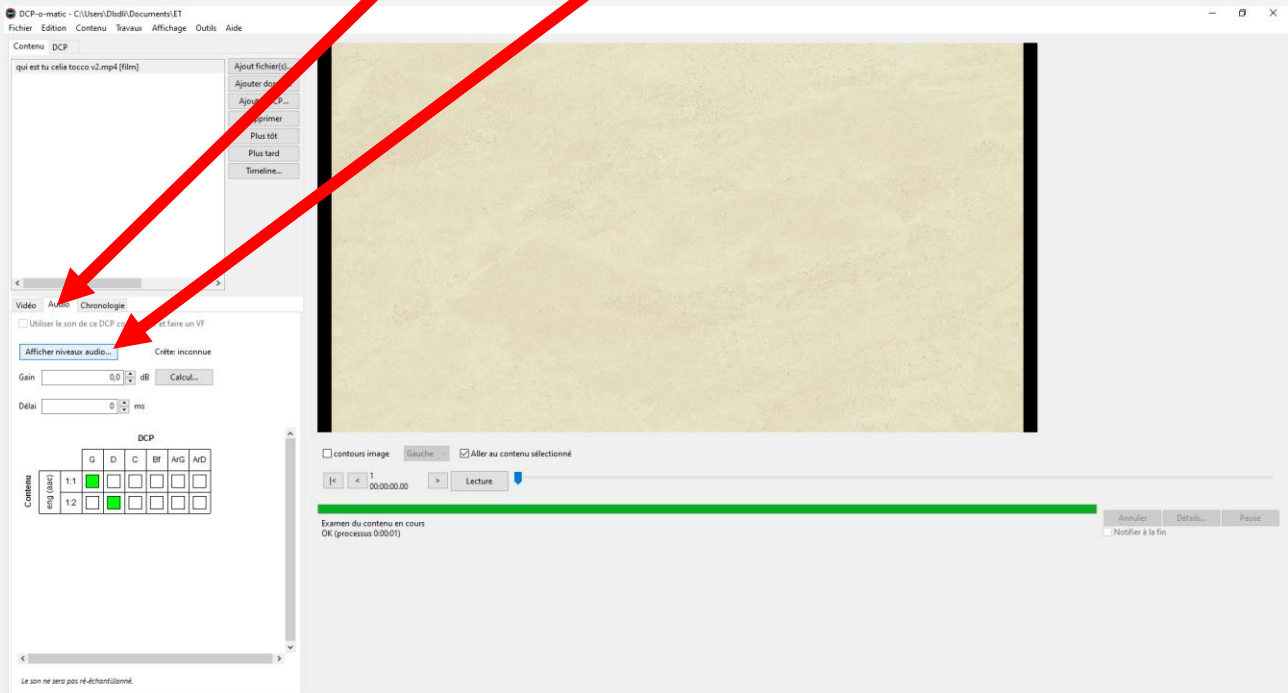 DCP-o-matic - C:\Users\Dlsdli\Documents\ET
Fichier Edition Contenu Travaux Affichage Outils Aide
Contenu DCP
qui est tu celia tocco v2.mp4 [film]
Ajout fichier(s)...
Ajouter
Plus tôt
Plus tard
Timeline...
Vidéo Audio Chronologie
Utiliser le son de ce DCP et faire un VF
Afficher niveaux audio... Crête: inconnue
Gain 0,0 dB Calcul...
Délai 0 ms
DCP
G D C Bf ArG ArD
Contenu
eng (aac)
1:1
1:2
Le son ne sera pas ré-échantillonné.
contours image Gauche Aller au contenu sélectionné
|< < 1 > Lecture
00:00:00.00
Examen du contenu en cours
OK (processus 0:00:01)
Annuler Détails... Pause
Notifier à la fin